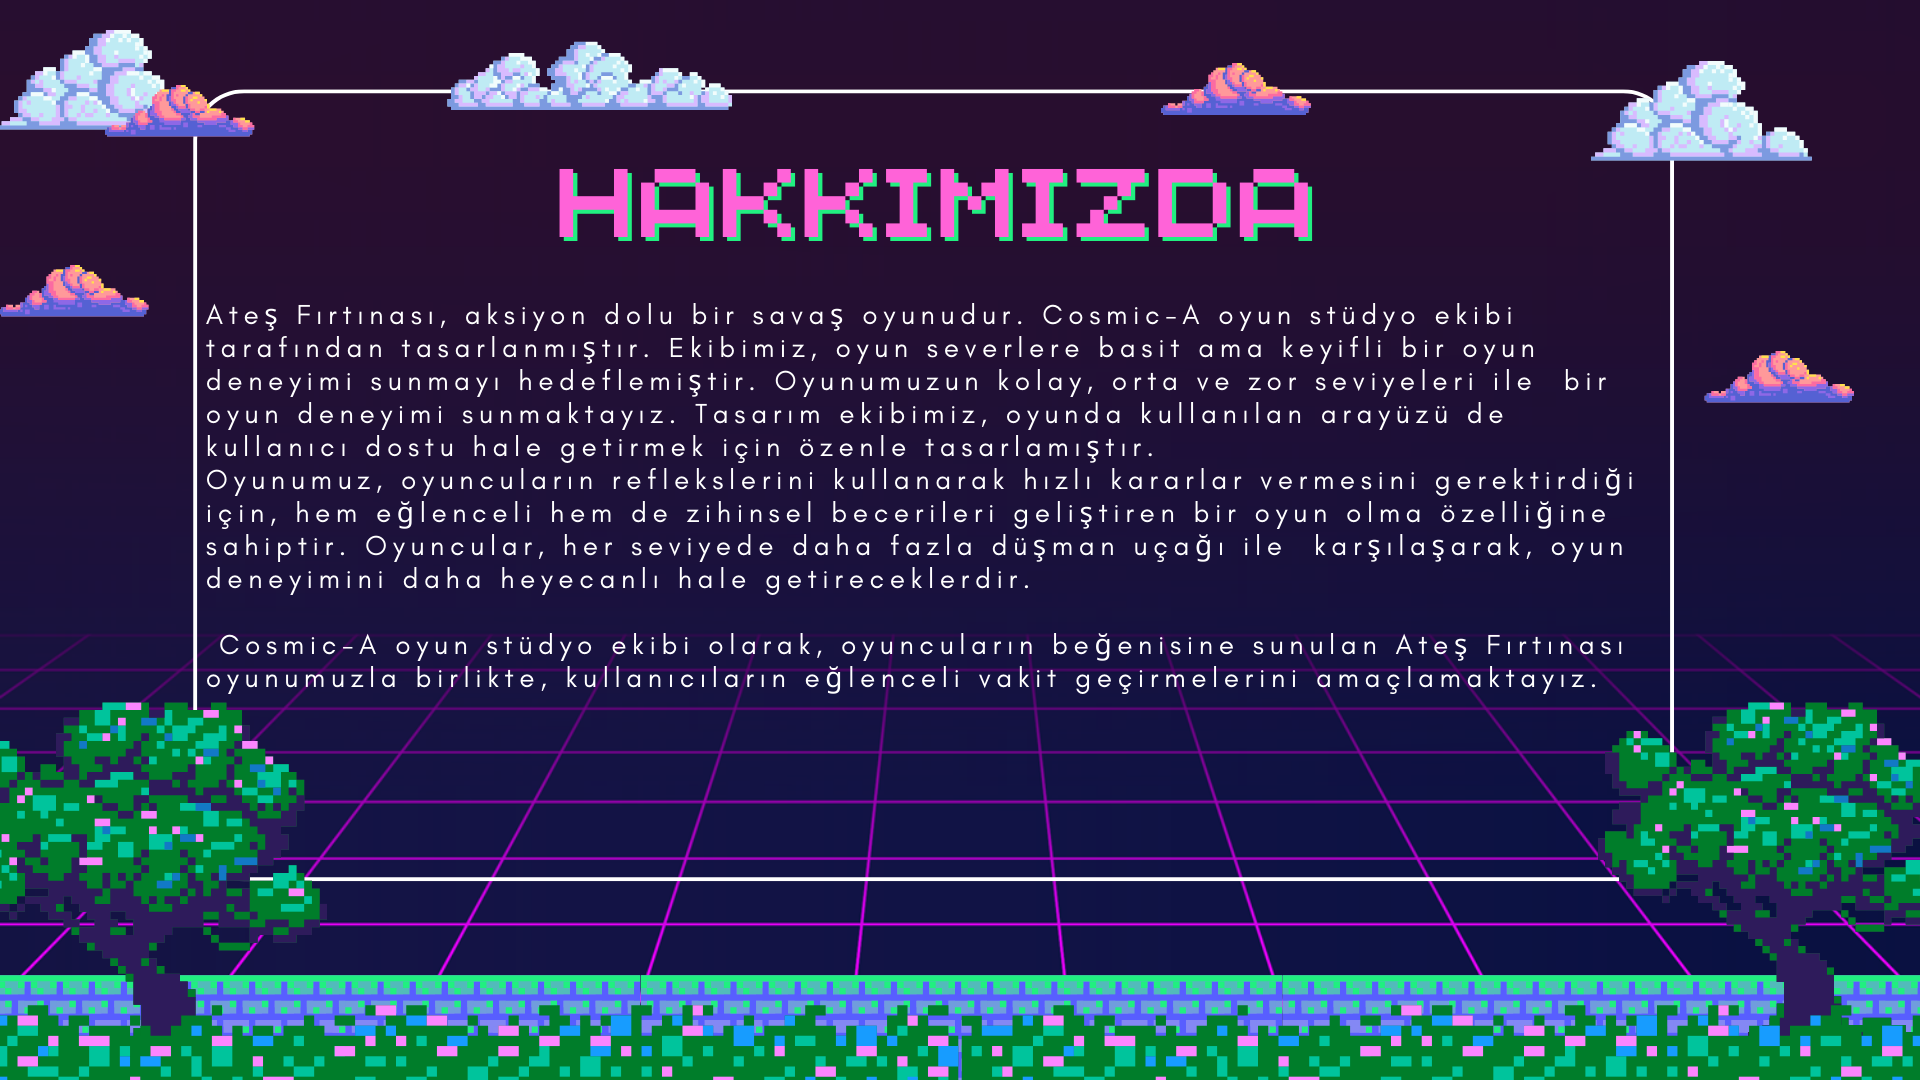 HAKKIMIZDA
Ateş Fırtınası, aksiyon dolu bir savaş oyunudur. Cosmic-A oyun stüdyo ekibi
tarafından tasarlanmıştır. Ekibimiz, oyun severlere basit ama keyifli bir oyun
deneyimi sunmayı hedeflemiştir. Oyunumuzun kolay, orta ve zor seviyeleri ile  bir
oyun deneyimi sunmaktayız. Tasarım ekibimiz, oyunda kullanılan arayüzü de
kullanıcı dostu hale getirmek için özenle tasarlamıştır.
Oyunumuz, oyuncuların reflekslerini kullanarak hızlı kararlar vermesini gerektirdiği
için, hem eğlenceli hem de zihinsel becerileri geliştiren bir oyun olma özelliğine
sahiptir. Oyuncular, her seviyede daha fazla düşman uçağı ile  karşılaşarak, oyun
deneyimini daha heyecanlı hale getireceklerdir.
Cosmic-A oyun stüdyo ekibi olarak, oyuncuların beğenisine sunulan Ateş Fırtınası
oyunumuzla birlikte, kullanıcıların eğlenceli vakit geçirmelerini amaçlamaktayız.